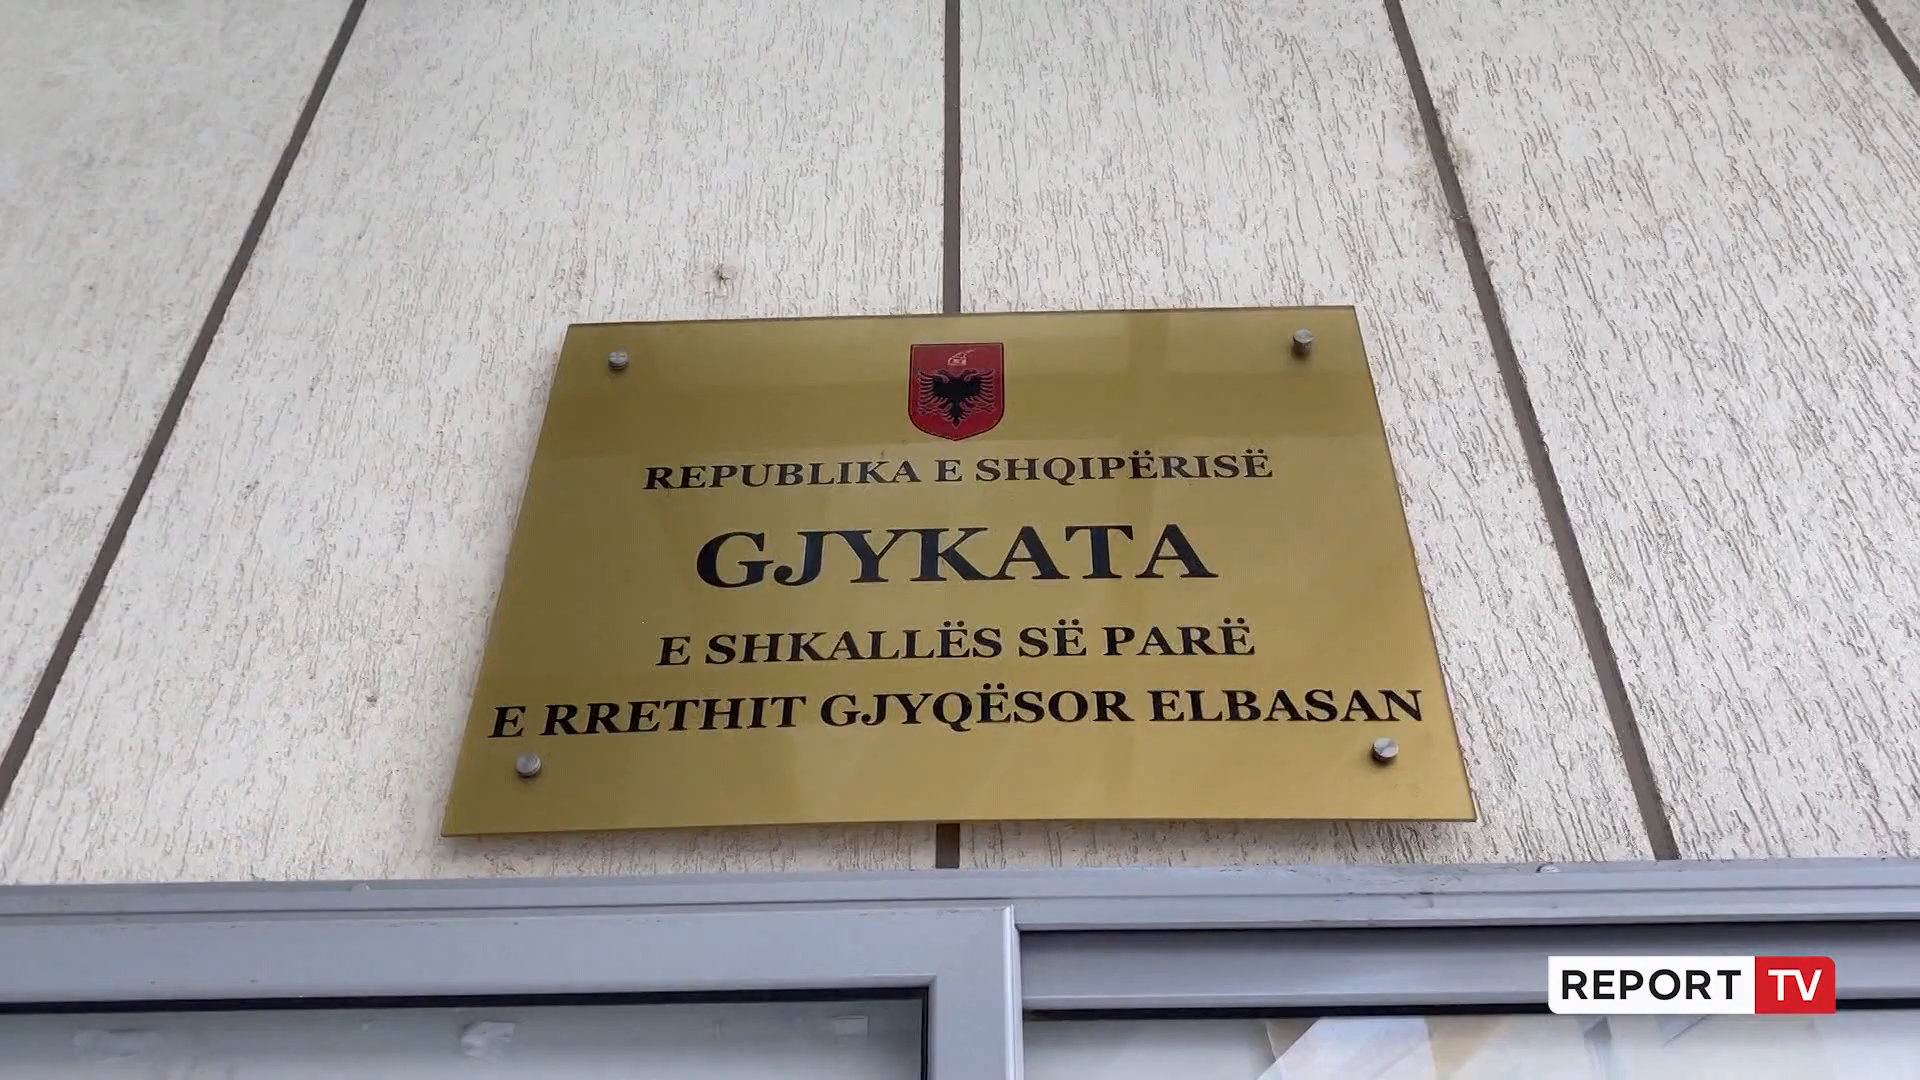 REPUBLIKA E SHQIPËRISË
GJYKATA
E SHKALLËS SË PARË
E RRETHIT GJYQËSOR ELBASAN
REPORT TV